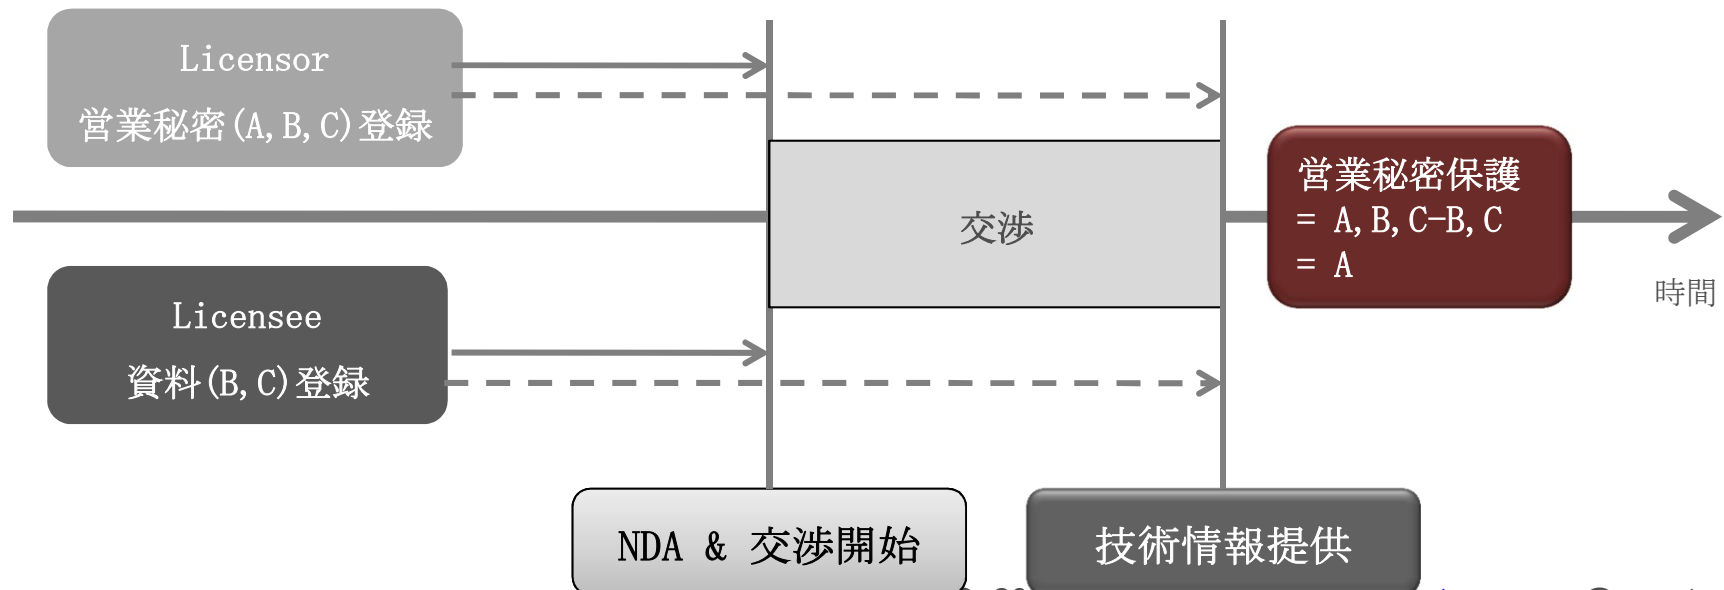 Licensor
営業秘密(A,B,C)登録
営業秘密保護
= A,B,C-B,C
= A
交渉
時間
Licensee
資料(B,C)登録
NDA & 交渉開始
技術情報提供